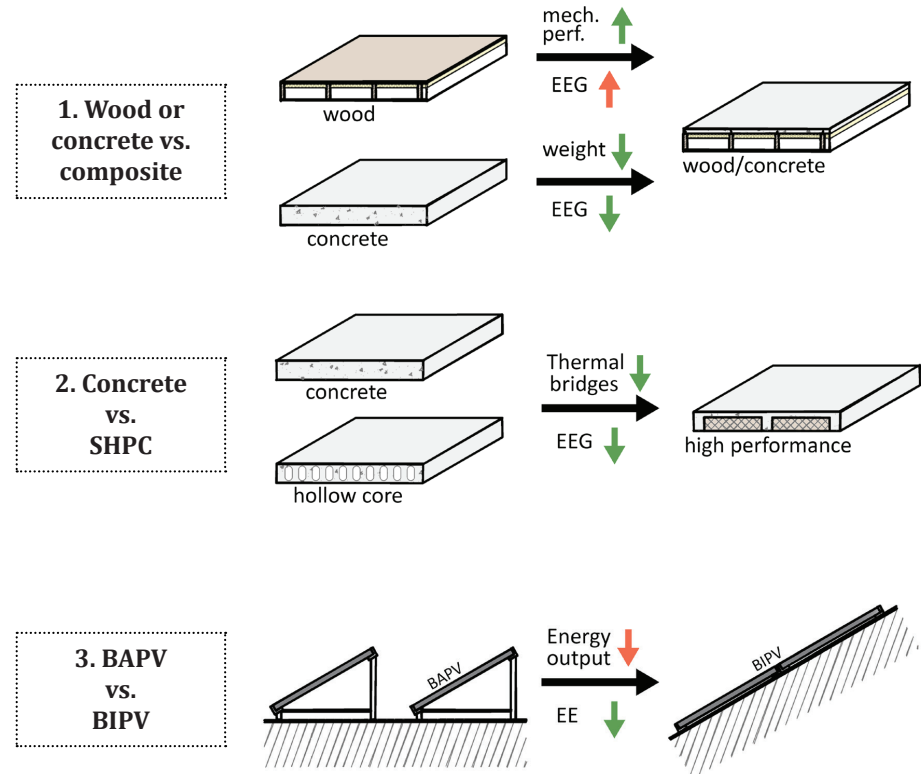 1. Wood or
concrete vs.
composite
mech.
perf.
EEG
wood
weight
EEG
concrete
wood/concrete
2. Concrete
vs.
SHPC
concrete
hollow core
Thermal
bridges
EEG
high performance
3. BAPV
vs.
BIPV
BAPV
Energy
output
EE
BIPV